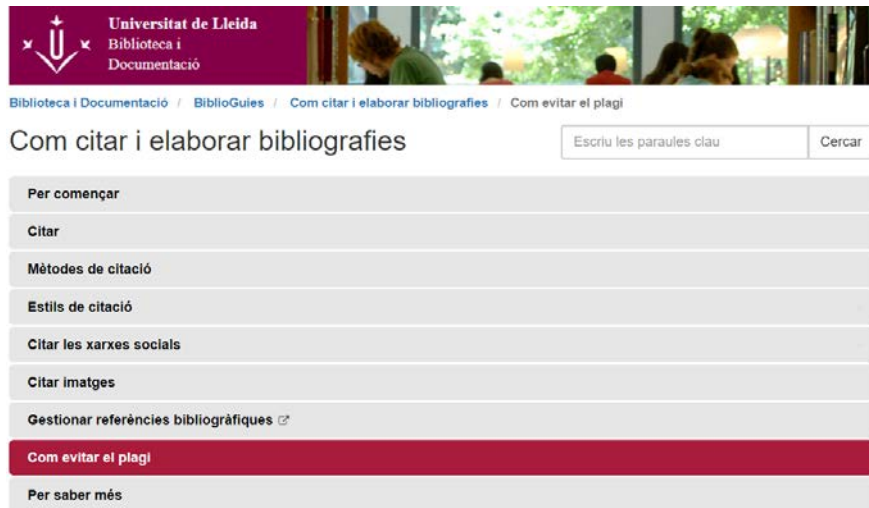 Universitat de Lleida
Biblioteca i
Documentació
Biblioteca i Documentació / BiblioGuies / Com citar i elaborar bibliografies / Com evitar el plagi
Com citar i elaborar bibliografies
Escriu les paraules clau
Cercar
Per començar
Citar
Mètodes de citació
Estils de citació
Citar les xarxes socials
Citar imatges
Gestionar referències bibliogràfiques
Com evitar el plagi
Per saber més